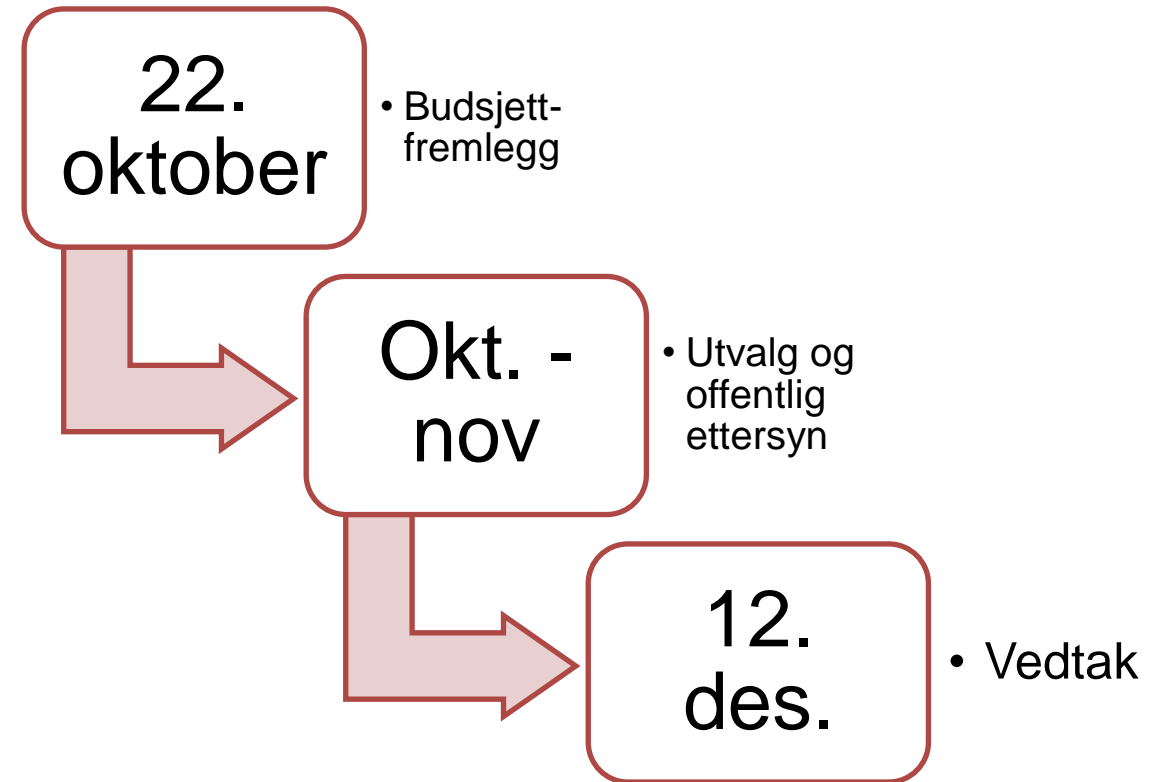 22.
oktober
• Budsjett-
fremlegg
Okt. -
nov
• Utvalg og
offentlig
ettersyn
12.
des.
• Vedtak